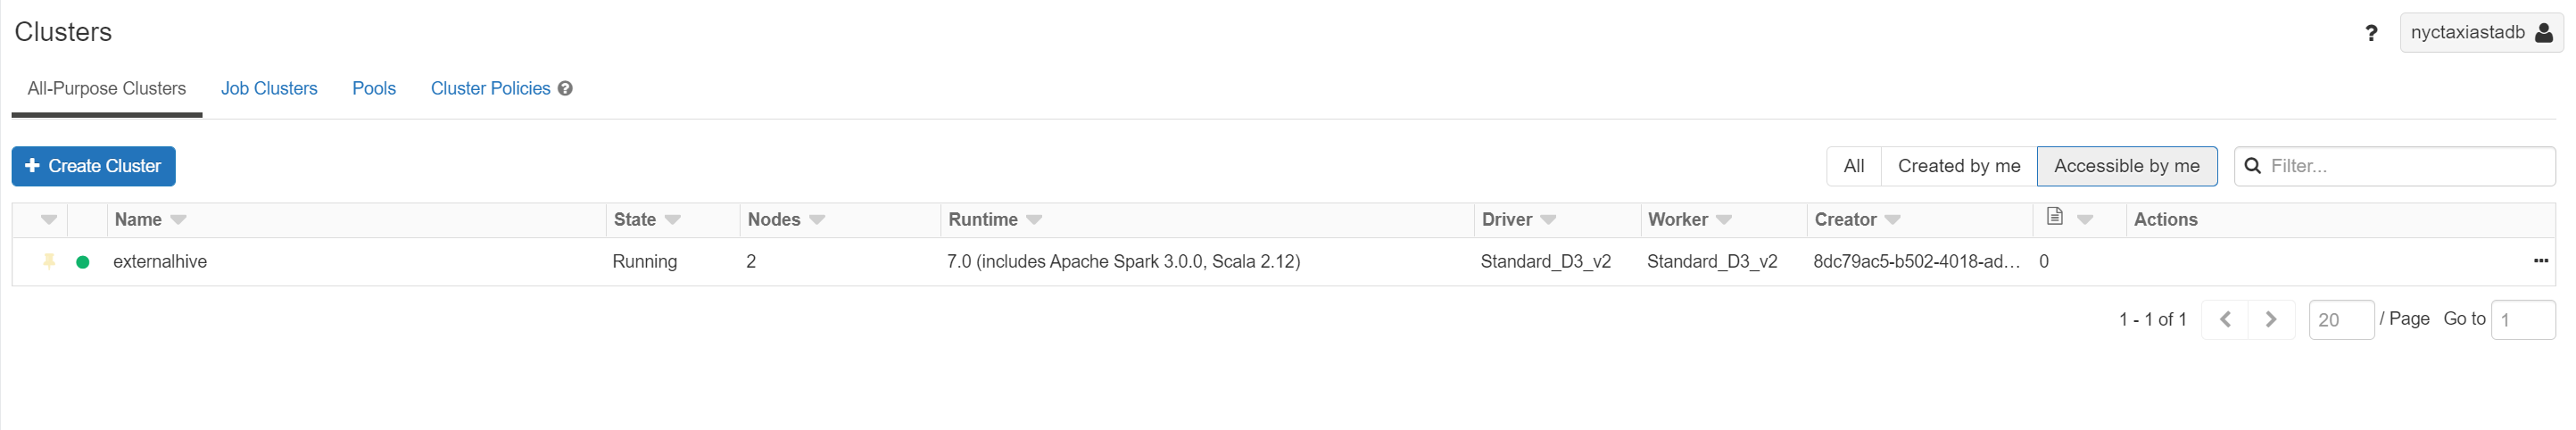 Clusters
? nyctaxiastadb
All-Purpose Clusters Job Clusters Pools Cluster Policies ?
+ Create Cluster All Created by me Accessible by me Filter...
Name State Nodes Runtime Driver Worker Creator Actions
externalhive Running 2 7.0 (includes Apache Spark 3.0.0, Scala 2.12) Standard_D3_v2 Standard_D3_v2 8dc79ac5-b502-4018-ad... 0 ...
1 - 1 of 1 20 / Page Go to 1